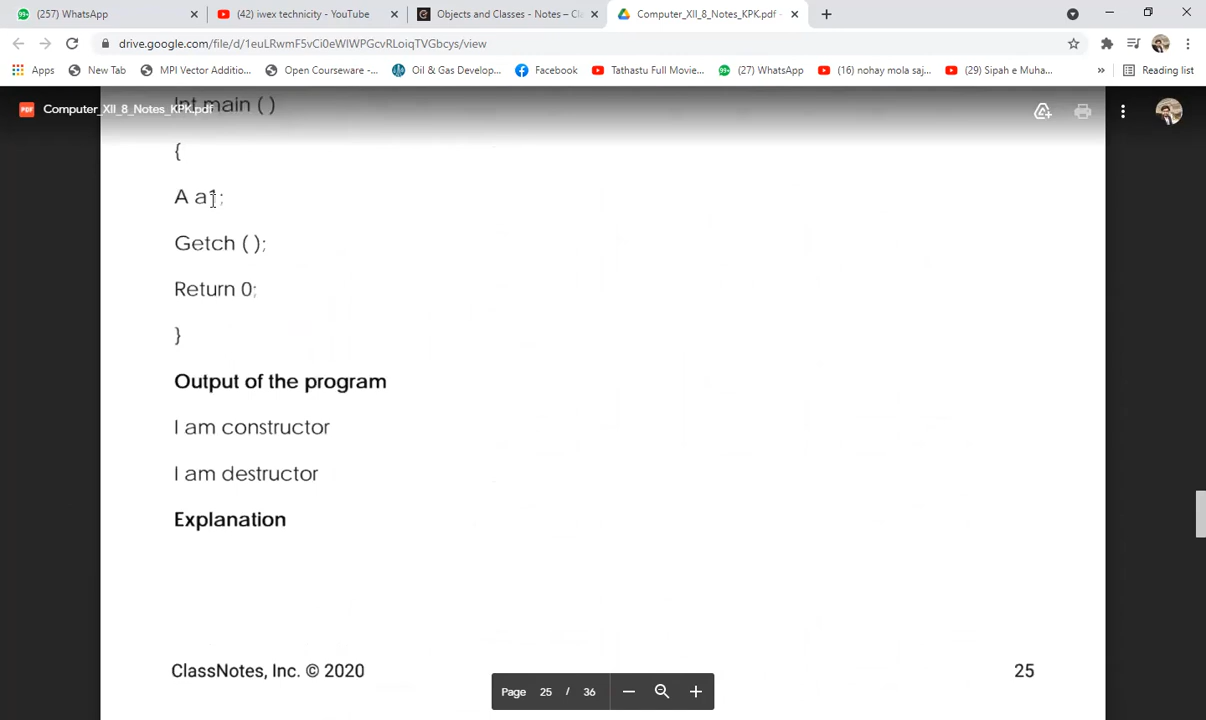 (257) WhatsApp
(42) iwex technicity - YouTube
Objects and Classes - Notes – Cla
Computer_XII_8_Notes_KPK.pdf -
drive.google.com/file/d/1euLRwmF5vCi0eWIWPGcvRLoiqTVGbcys/view
Apps
New Tab
MPI Vector Additio...
Open Courseware -...
Oil & Gas Develop...
Facebook
Tathastu Full Movie...
(27) WhatsApp
(16) nohay mola saj...
(29) Sipah e Muha...
»
Reading list
PDF
Computer_XII_8_Notes_KPK.pdf
Int main ( )
{
A a1;
Getch ( );
Return 0;
}
Output of the program
I am constructor
I am destructor
Explanation
ClassNotes, Inc. © 2020
25
Page 25 / 36